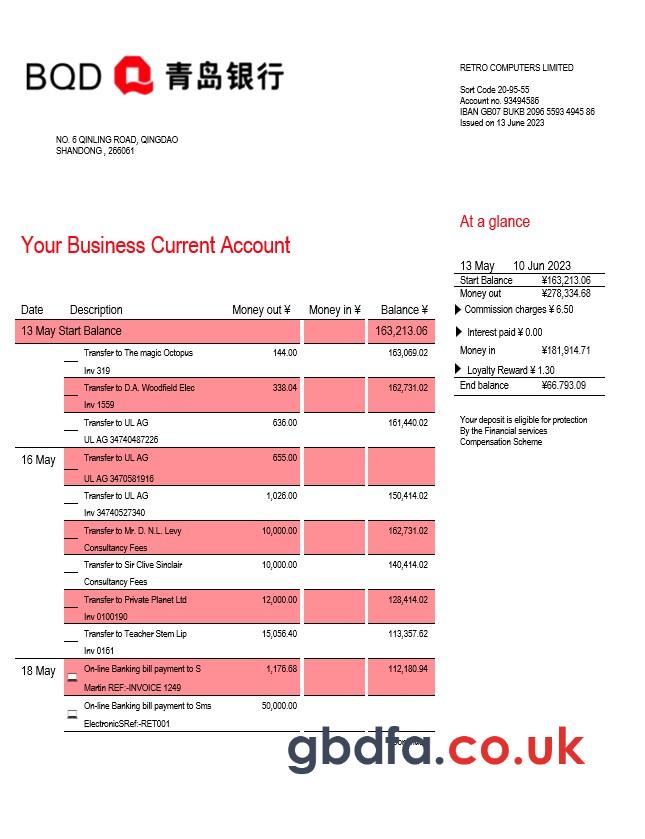 BQD 青岛银行
RETRO COMPUTERS LIMITED
Sort Code 20-95-55
Account no. 93494586
IBAN GB07 BUKB 2096 5593 4945 86
Issued on 13 June 2023
NO. 6 QINLING ROAD, QINGDAO
SHANDONG , 266061
At a glance
Your Business Current Account
13 May 10 Jun 2023
Start Balance ¥163,213.06
Money out ¥278,334.68
Commission charges ¥ 6.50
Interest paid ¥ 0.00
Money in ¥181,914.71
Loyalty Reward ¥ 1.30
End balance ¥66.793.09
Your deposit is eligible for protection
By the Financial services
Compensation Scheme
Date Description Money out ¥ Money in ¥ Balance ¥
13 May Start Balance 163,213.06
Transfer to The magic Octopus 144.00 163,069.02
Inv 319
Transfer to D.A. Woodfield Elec 338.04 162,731.02
Inv 1559
Transfer to UL AG 636.00 161,440.02
UL AG 34740487226
16 May Transfer to UL AG 655.00
UL AG 3470581916
Transfer to UL AG 1,026.00 150,414.02
Inv 34740527340
Transfer to Mr. D. N.L. Levy 10,000.00 162,731.02
Consultancy Fees
Transfer to Sir Clive Sinclair 10,000.00 140,414.02
Consultancy Fees
Transfer to Private Planet Ltd 12,000.00 128,414.02
Inv 0100190
Transfer to Teacher Stem Lip 15,056.40 113,357.62
Inv 0161
18 May On-line Banking bill payment to S 1,176.68 112,180.94
Martin REF:-INVOICE 1249
On-line Banking bill payment to Sms 50,000.00
ElectronicSRef:-RET001
gbdfa.co.uk